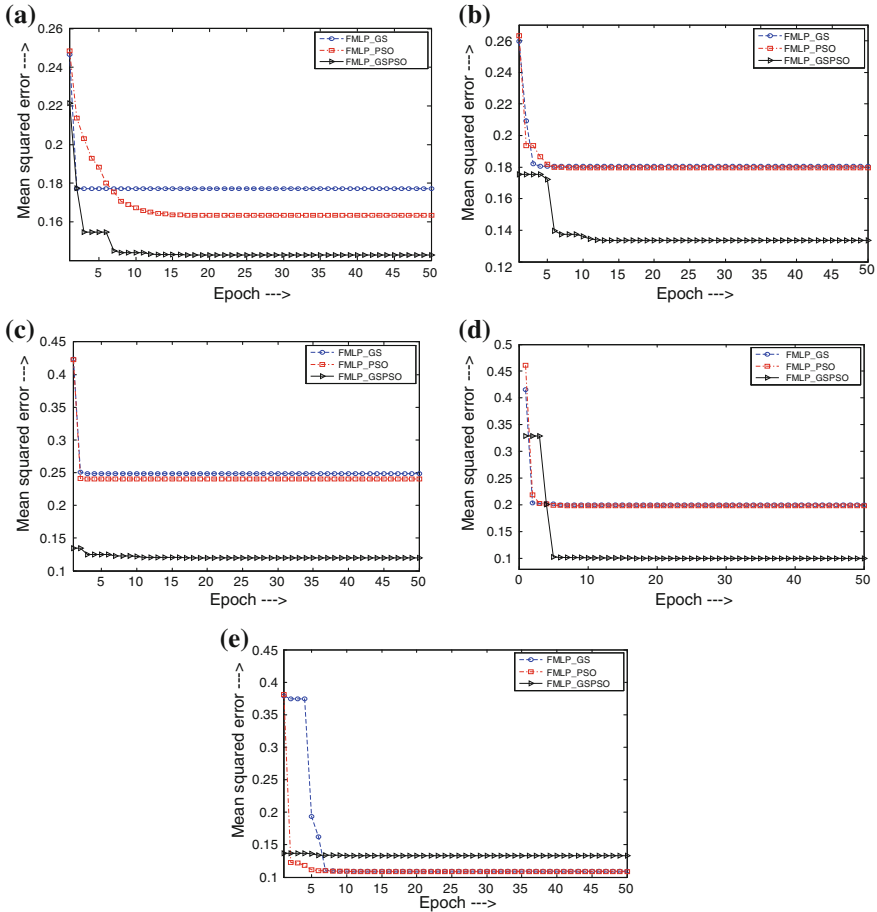 (a)
Mean squared error --->
0.26
0.24
0.22
0.2
0.18
0.16
5 10 15 20 25 30 35 40 45 50
Epoch --->
FMLP_GS
FMLP_PSO
FMLP_GSPSO
(b)
Mean squared error --->
0.26
0.24
0.22
0.2
0.18
0.16
0.14
0.12
5 10 15 20 25 30 35 40 45 50
Epoch --->
FMLP_GS
FMLP_PSO
FMLP_GSPSO
(c)
Mean squared error --->
0.45
0.4
0.35
0.3
0.25
0.2
0.15
0.1
5 10 15 20 25 30 35 40 45 50
Epoch --->
FMLP_GS
FMLP_PSO
FMLP_GSPSO
(d)
Mean squared error --->
0.5
0.45
0.4
0.35
0.3
0.25
0.2
0.15
0.1
0 10 20 30 40 50
Epoch --->
FMLP_GS
FMLP_PSO
FMLP_GSPSO
(e)
Mean squared error --->
0.45
0.4
0.35
0.3
0.25
0.2
0.15
0.1
5 10 15 20 25 30 35 40 45 50
Epoch --->
FMLP_GS
FMLP_PSO
FMLP_GSPSO